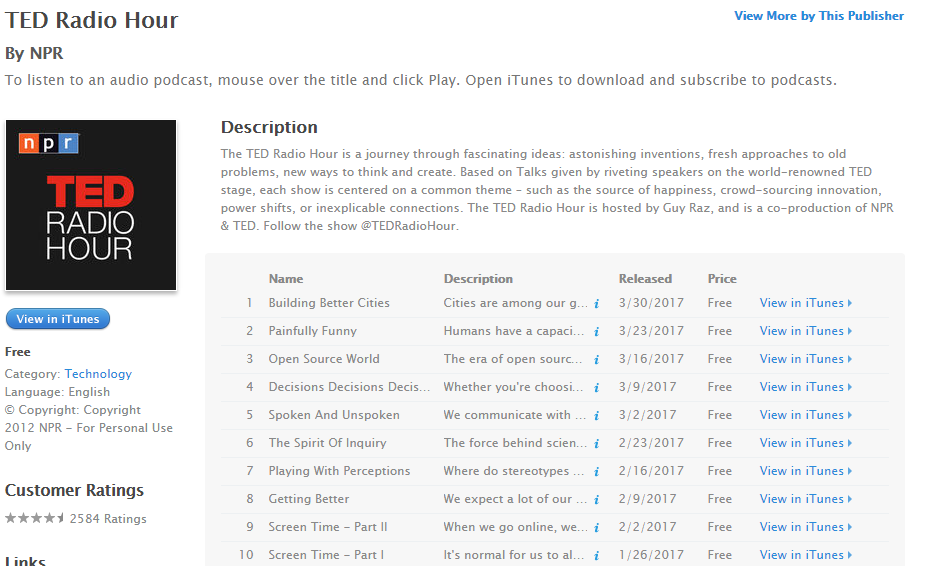 TED Radio Hour
View More by This Publisher
By NPR
To listen to an audio podcast, mouse over the title and click Play. Open iTunes to download and subscribe to podcasts.
n p r
TED
RADIO
HOUR
View in iTunes
Free
Category: Technology
Language: English
© Copyright: Copyright
2012 NPR – For Personal Use
Only
Customer Ratings
2584 Ratings
Links
Description
The TED Radio Hour is a journey through fascinating ideas: astonishing inventions, fresh approaches to old
problems, new ways to think and create. Based on Talks given by riveting speakers on the world-renowned TED
stage, each show is centered on a common theme – such as the source of happiness, crowd-sourcing innovation,
power shifts, or inexplicable connections. The TED Radio Hour is hosted by Guy Raz, and is a co-production of NPR
& TED. Follow the show @TEDRadioHour.
Name Description Released Price
1 Building Better Cities Cities are among our g... i 3/30/2017 Free View in iTunes
2 Painfully Funny Humans have a capaci... i 3/23/2017 Free View in iTunes
3 Open Source World The era of open sourc... i 3/16/2017 Free View in iTunes
4 Decisions Decisions Decis... Whether you're choosi... i 3/9/2017 Free View in iTunes
5 Spoken And Unspoken We communicate with ... i 3/2/2017 Free View in iTunes
6 The Spirit Of Inquiry The force behind scien... i 2/23/2017 Free View in iTunes
7 Playing With Perceptions Where do stereotypes ... i 2/16/2017 Free View in iTunes
8 Getting Better We expect a lot of our ... i 2/9/2017 Free View in iTunes
9 Screen Time – Part II When we go online, we... i 2/2/2017 Free View in iTunes
10 Screen Time – Part I It's normal for us to al... i 1/26/2017 Free View in iTunes